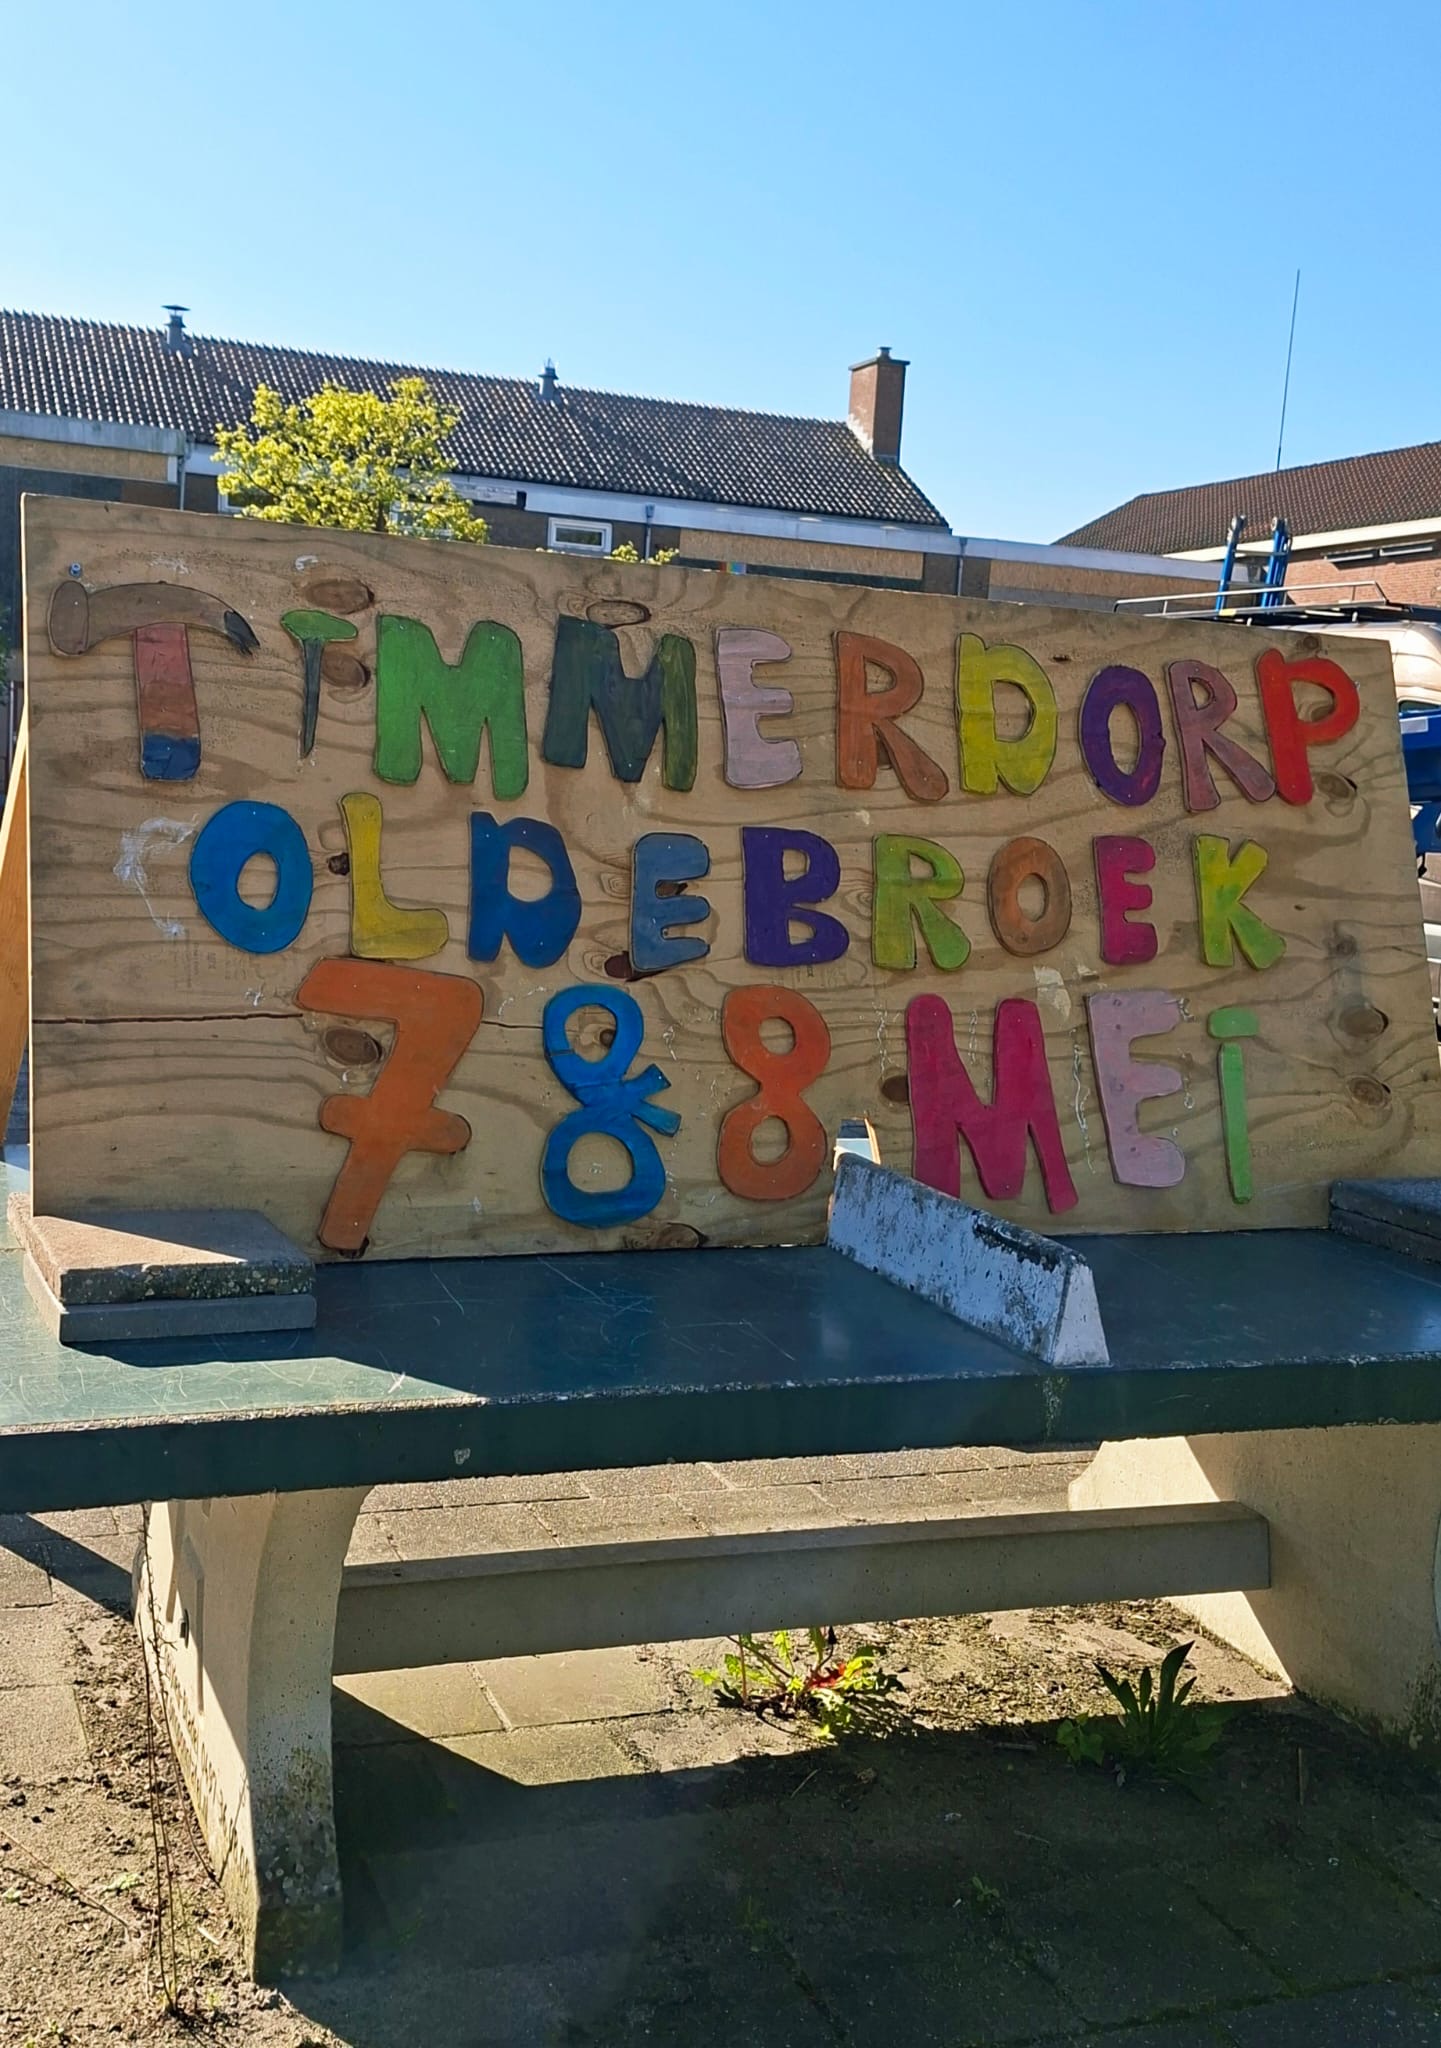 TIMMERDORP
OLDEBROEK
7 & 8 MEi